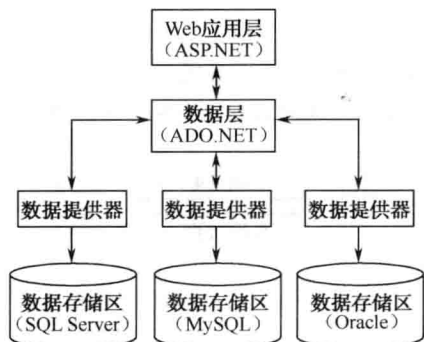 Web应用层
（ASP.NET）
数据层
（ADO.NET）
数据提供器
数据提供器
数据提供器
数据存储区
（SQL Server）
数据存储区
（MySQL）
数据存储区
（Oracle）